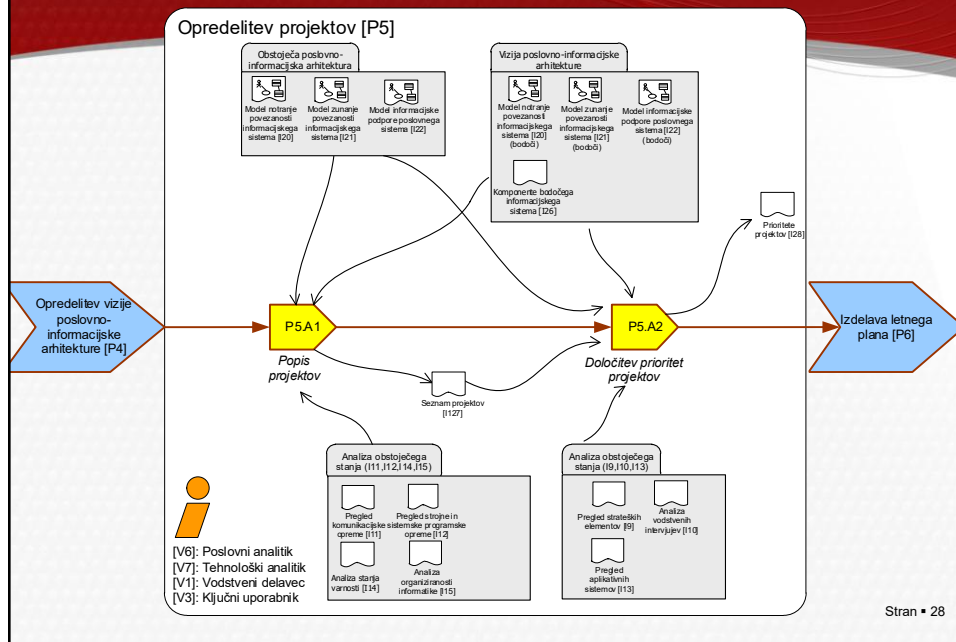 Opredelitev projektov [P5]
Obstoječa poslovno-
informacijska arhitektura
Model notranje
povezanosti
informacijskega
sistema [I20]
Model zunanje
povezanosti
informacijskega
sistema [I21]
Model informacijske
podpore poslovnega
sistema [I22]
Vizija poslovno-informacijske
arhitekture
Model notranje
povezanosti
informacijskega
sistema [I20]
(bodoči)
Model zunanje
povezanosti
informacijskega
sistema [I21]
(bodoči)
Model informacijske
podpore poslovnega
sistema [I22]
(bodoči)
Komponente bodočega
informacijskega
sistema [I26]
Prioritete
projektov [I28]
Opredelitev vizije
poslovno-
informacijske
arhitekture [P4]
P5.A1
Popis
projektov
P5.A2
Določitev prioritet
projektov
Izdelava letnega
plana [P6]
Seznam projektov
[I127]
Analiza obstoječega
stanja (I11,I12,I14,I15)
Pregled
komunikacijske
opreme [I11]
Pregled strojne in
sistemske programske
opreme [I12]
Analiza stanja
varnosti [I14]
Analiza
organiziranosti
informatike [I15]
Analiza obstoječega
stanja (I9,I10,I13)
Pregled strateških
elementov [I9]
Analiza
vodstvenih
intervjujev [I10]
Pregled
aplikativnih
sistemov [I13]
[V6]: Poslovni analitik
[V7]: Tehnološki analitik
[V1]: Vodstveni delavec
[V3]: Ključni uporabnik
Stran ▪ 28